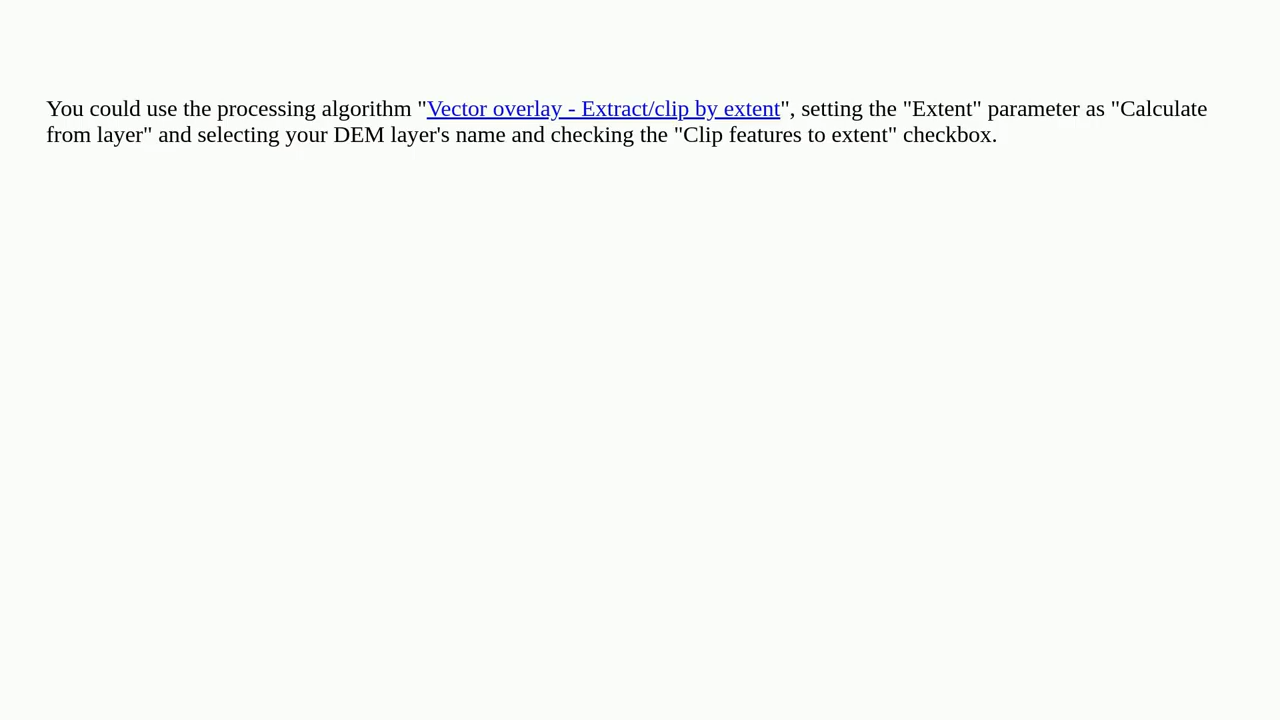 You could use the processing algorithm "Vector overlay - Extract/clip by extent", setting the "Extent" parameter as "Calculate
from layer" and selecting your DEM layer's name and checking the "Clip features to extent" checkbox.